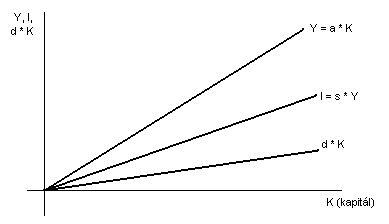 Y, I,
d * K
Y = a * K
I = s * Y
d * K
K (kapitál)